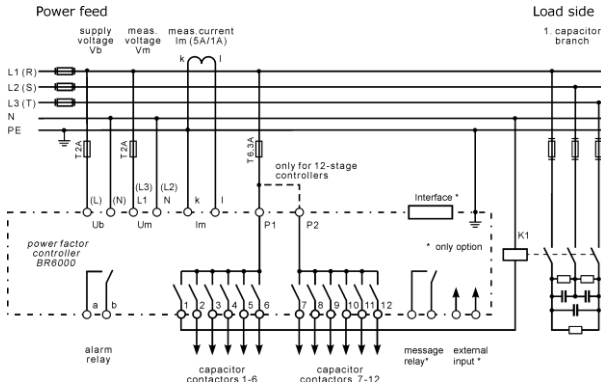 Power feed
Load side
supply voltage Vb
meas. voltage Vm
meas.current Im (5A/1A)
1. capacitor branch
k l
L1 (R)
L2 (S)
L3 (T)
N
PE
T2A
T2A
T6,3A
only for 12-stage controllers
(L) (N) (L3) L1 (L2) N k l
Ub Um Im P1 P2
Interface *
K1
power factor controller BR6000
* only option
a b
1 2 3 4 5 6 7 8 9 10 11 12
alarm relay
capacitor contactors 1-6
capacitor contactors 7-12
message relay*
external input *